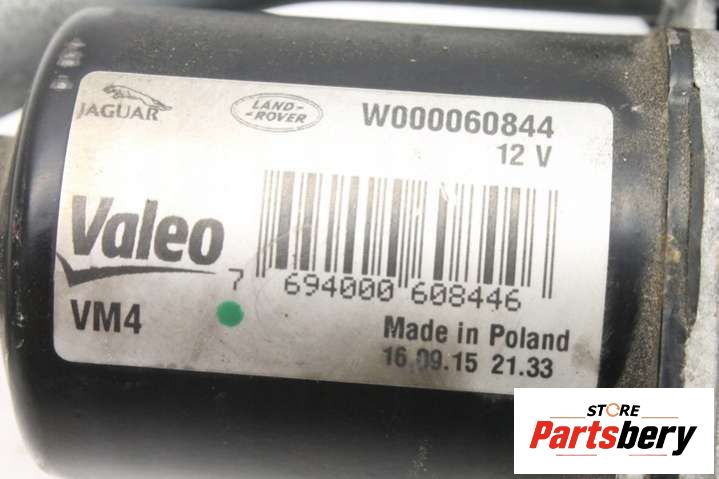 JAGUAR
LAND-
-ROVER
W000060844
12 V
Valeo
7 694000 608446
VM4
Made in Poland
16.09.15 21.33
STORE
Partsbery